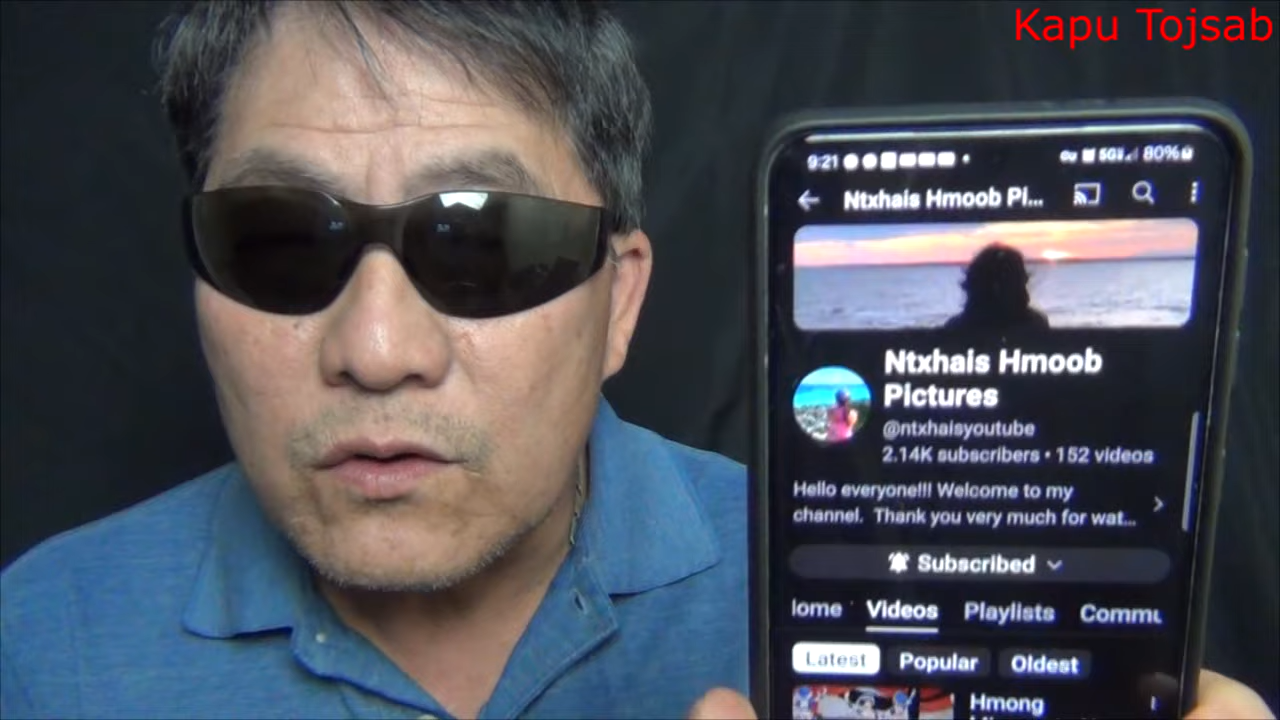 Kapu Tojsab
9:21 5G 80%
Ntxhais Hmoob Pi...
Ntxhais Hmoob
Pictures
@ntxhaisyoutube
2.14K subscribers • 152 videos
Hello everyone!!! Welcome to my
channel. Thank you very much for wat...
Subscribed
Home Videos Playlists Commu
Latest Popular Oldest
Hmong